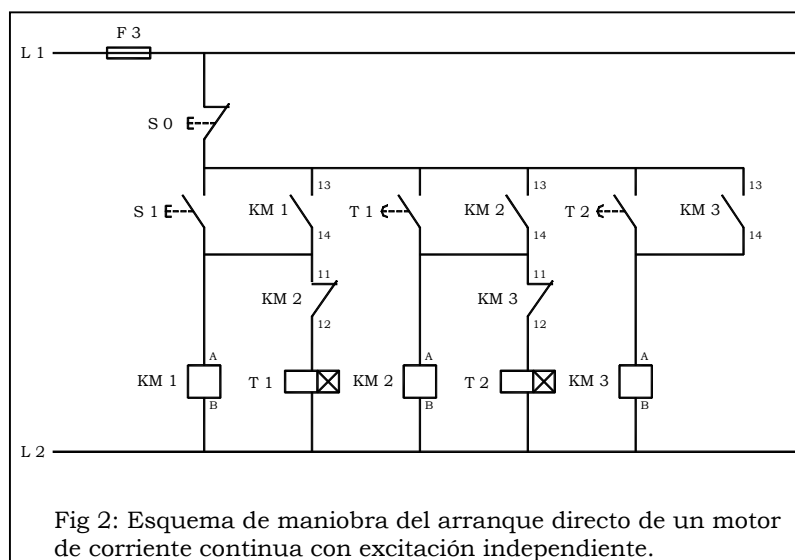 F 3
L 1
S 0
13 13 13
S 1 KM 1 T 1 KM 2 T 2 KM 3
14 14 14
11 11
KM 2 KM 3
12 12
A A A
KM 1 T 1 KM 2 T 2 KM 3
B B B
L 2
Fig 2: Esquema de maniobra del arranque directo de un motor
de corriente continua con excitación independiente.